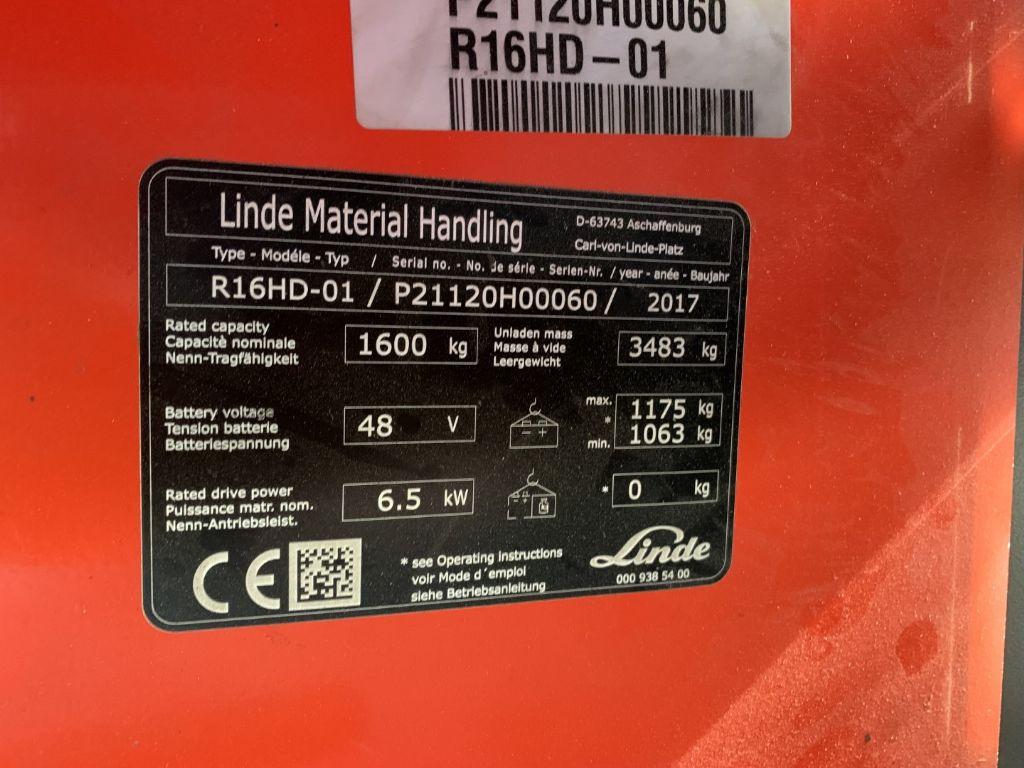 P21120H00060
R16HD-01
Linde Material Handling
D-63743 Aschaffenburg
Carl-von-Linde-Platz
Type - Modéle - Typ / Serial no. - No. de série - Serien-Nr. / year - anée - Baujahr
R16HD-01 / P21120H00060 / 2017
Rated capacity
Capacitè nominale
Nenn-Tragfähigkeit
1600 kg
Unladen mass
Masse à vide
Leergewicht
3483 kg
Battery voltage
Tension batterie
Batteriespannung
48 V
max. 1175 kg
*
min. 1063 kg
Rated drive power
Puissance matr. nom.
Nenn-Antriebsleist.
6.5 kW
* 0 kg
CE
* see Operating instructions
voir Mode d´emploi
siehe Betriebsanleitung
Linde
000 938 54 00